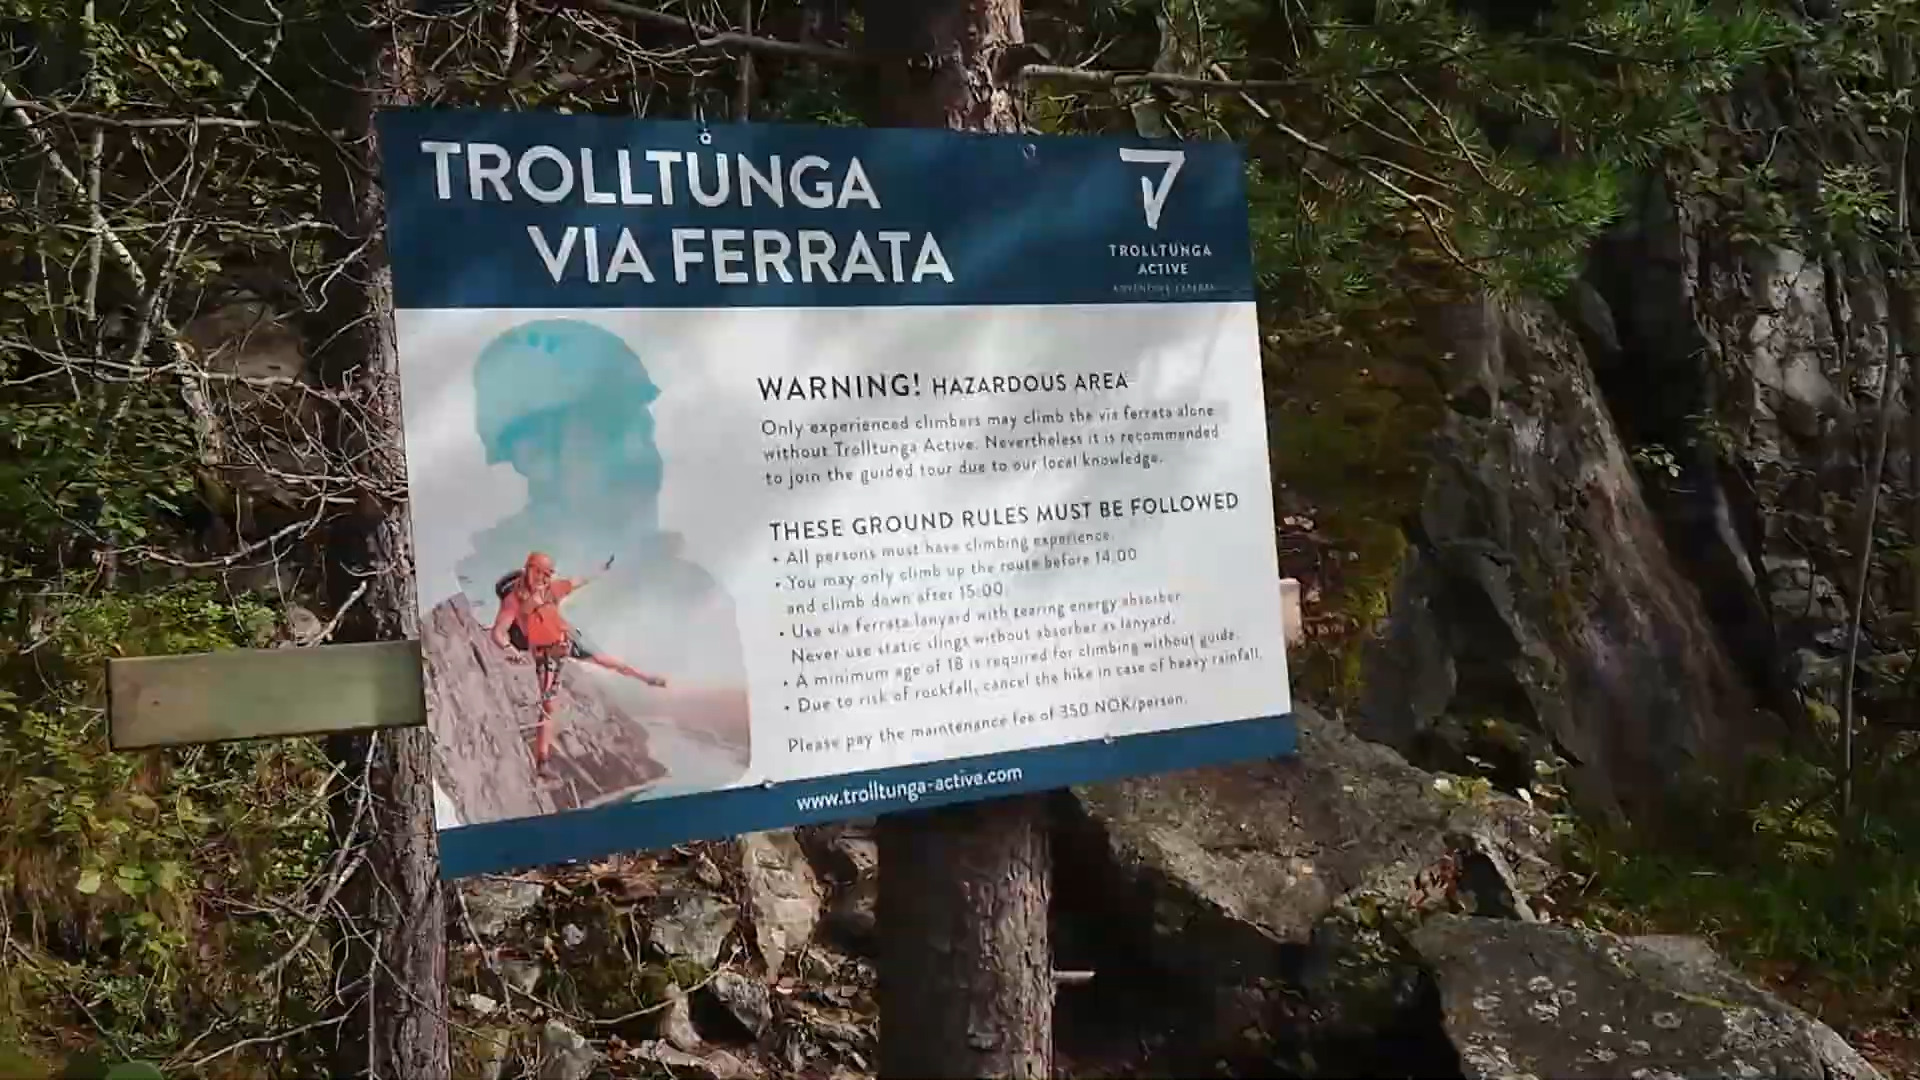 TROLLTUNGA
VIA FERRATA
TROLLTUNGA
ACTIVE
WARNING! HAZARDOUS AREA
Only experienced climbers may climb the via ferrata alone
without Trolltunga Active. Nevertheless it is recommended
to join the guided tour due to our local knowledge.
THESE GROUND RULES MUST BE FOLLOWED
• All persons must have climbing experience.
• You may only climb up the route before 14:00
and climb down after 15:00.
• Use via ferrata lanyard with tearing energy absorber.
Never use static slings without absorber as lanyard.
• A minimum age of 18 is required for climbing without guide.
• Due to risk of rockfall, cancel the hike in case of heavy rainfall.
Please pay the maintenance fee of 350 NOK/person.
www.trolltunga-active.com